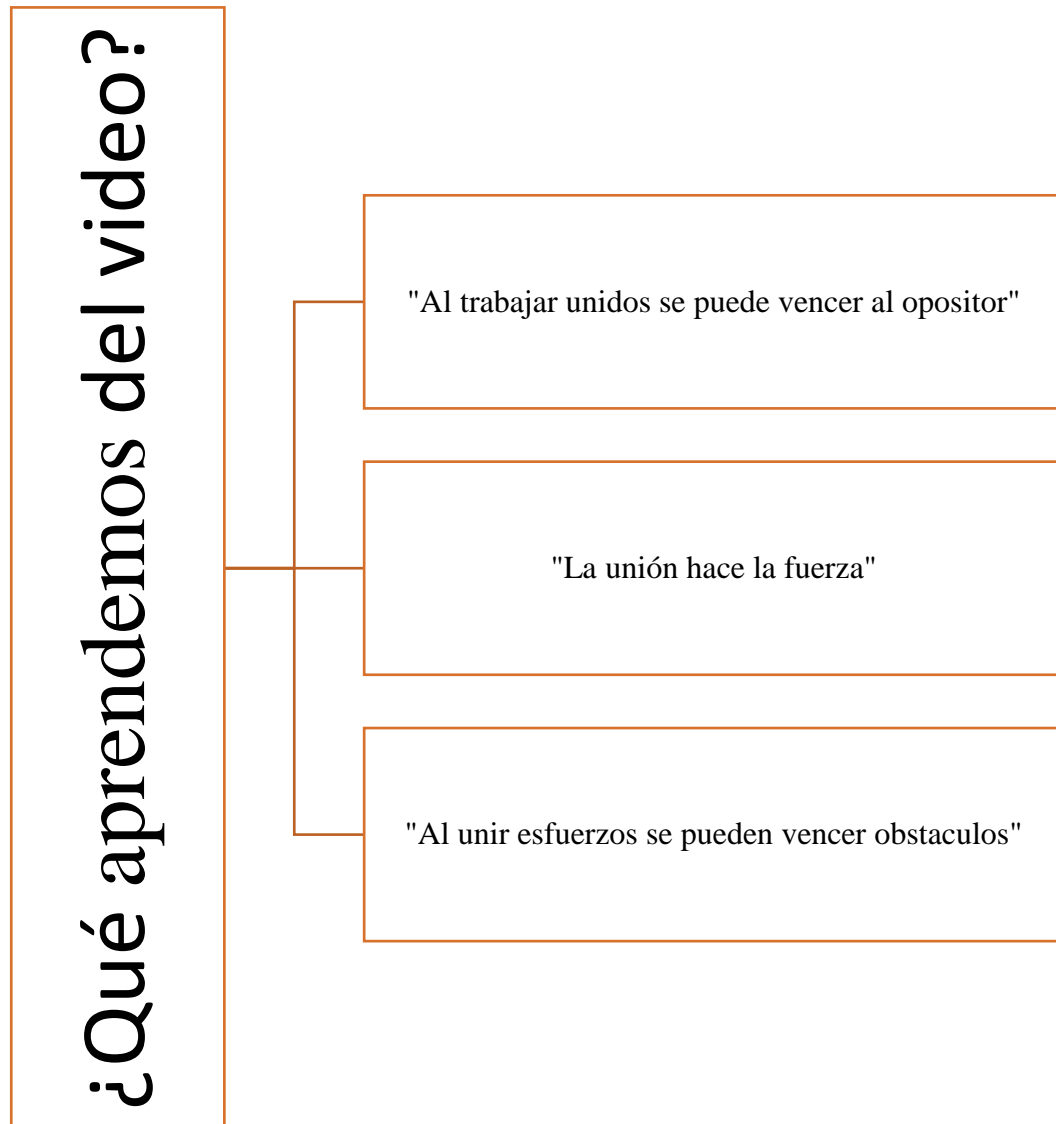 ¿Qué aprendemos del video?
"Al trabajar unidos se puede vencer al opositor"
"La unión hace la fuerza"
"Al unir esfuerzos se pueden vencer obstaculos"